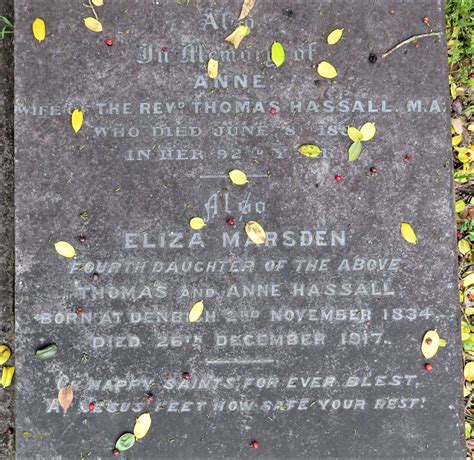 Also
In Memory of
ANNE
WIFE OF THE REVD THOMAS HASSALL, M.A.
WHO DIED JUNE 8,
IN HER 92ND YEAR.
Also
ELIZA MARSDEN
FOURTH DAUGHTER OF THE ABOVE
THOMAS AND ANNE HASSALL
BORN AT DENBIGH 2ND NOVEMBER 1834,
DIED 26TH DECEMBER 1917.
OH HAPPY SAINTS, FOR EVER BLEST,
AT JESUS FEET HOW SAFE YOUR REST!